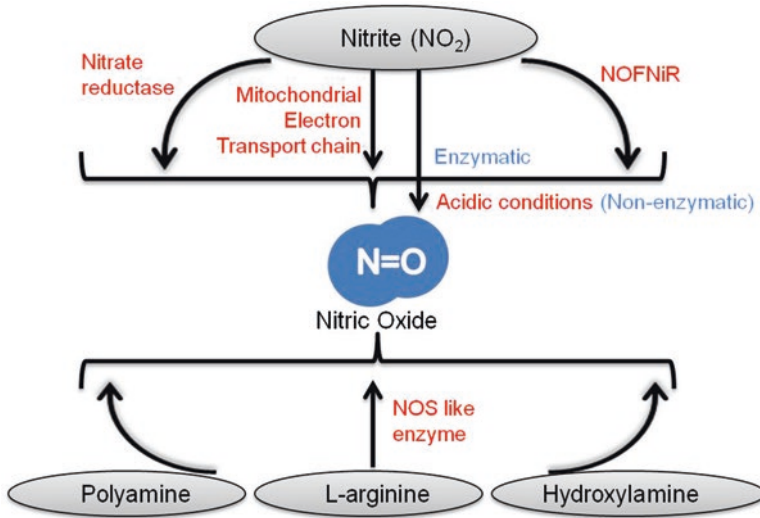 Nitrite (NO₂)
Nitrate
reductase
Mitochondrial
Electron
Transport chain
NOFNiR
Enzymatic
Acidic conditions (Non-enzymatic)
N=O
Nitric Oxide
NOS like
enzyme
Polyamine
L-arginine
Hydroxylamine